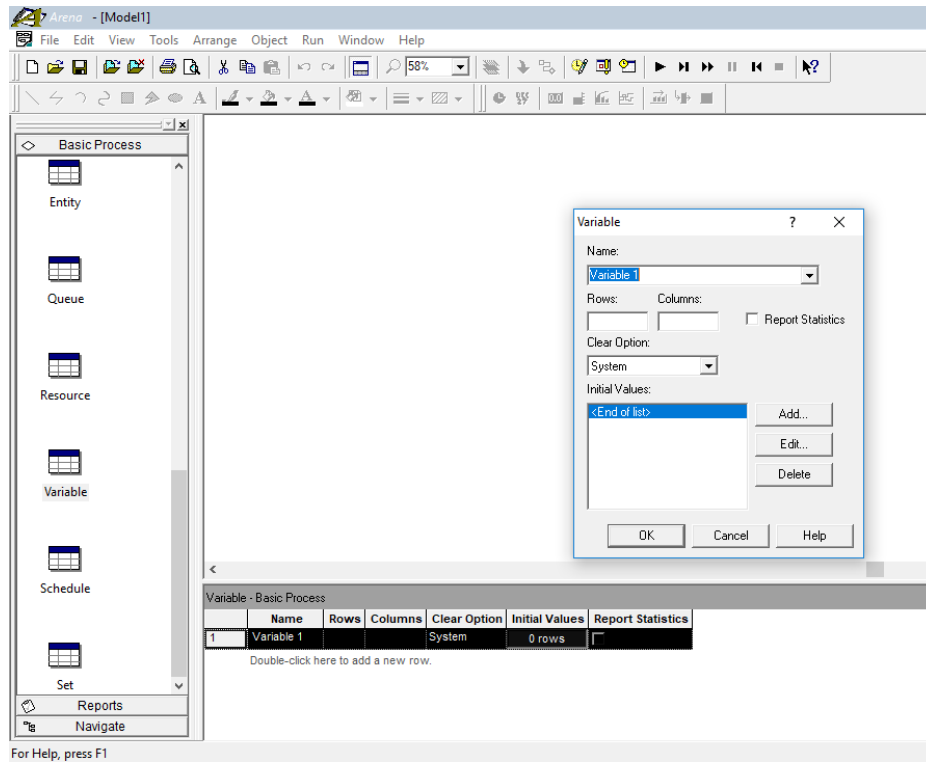 Arena - [Model1]
File Edit View Tools Arrange Object Run Window Help
58%
Basic Process
Entity
Queue
Resource
Variable
Schedule
Set
Reports
Navigate
Variable ?
Name:
Variable 1
Rows: Columns:
Report Statistics
Clear Option:
System
Initial Values:
<End of list>
Add...
Edit...
Delete
OK Cancel Help
Variable - Basic Process
Name Rows Columns Clear Option Initial Values Report Statistics
1 Variable 1 System 0 rows
Double-click here to add a new row.
For Help, press F1